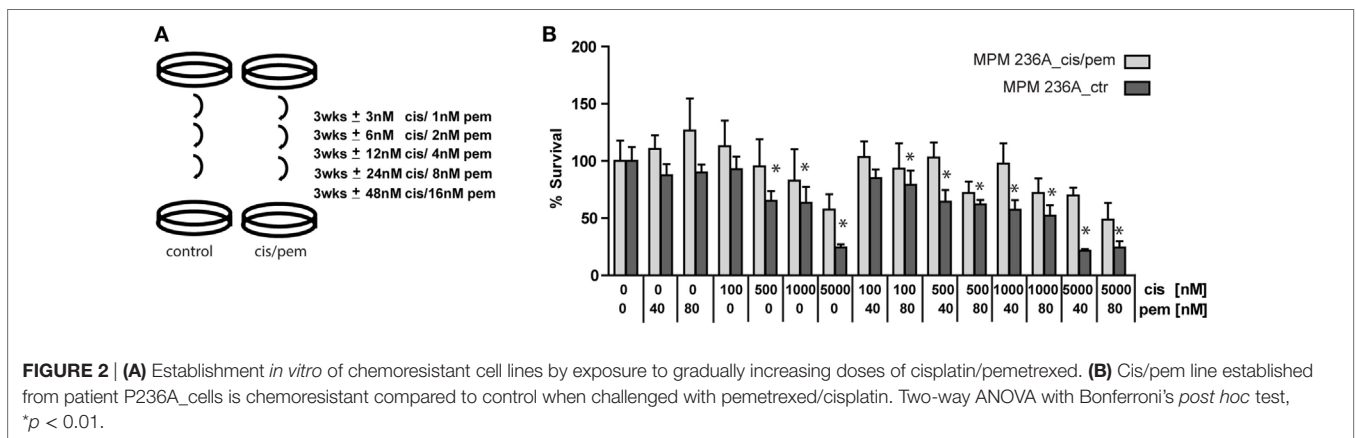 A
3wks ± 3nM cis/ 1nM pem
3wks ± 6nM cis/ 2nM pem
3wks ± 12nM cis/ 4nM pem
3wks ± 24nM cis/ 8nM pem
3wks ± 48nM cis/16nM pem
control cis/pem
B
200
150
100
50
0
% Survival
MPM 236A_cis/pem
MPM 236A_ctr
* * * * * * * * * *
0 0 0 100 500 1000 5000 100 100 500 500 1000 1000 5000 5000 cis [nM]
0 40 80 0 0 0 0 40 80 40 80 40 80 40 80 pem [nM]
FIGURE 2 | (A) Establishment in vitro of chemoresistant cell lines by exposure to gradually increasing doses of cisplatin/pemetrexed. (B) Cis/pem line established
from patient P236A_cells is chemoresistant compared to control when challenged with pemetrexed/cisplatin. Two-way ANOVA with Bonferroni's post hoc test,
*p < 0.01.